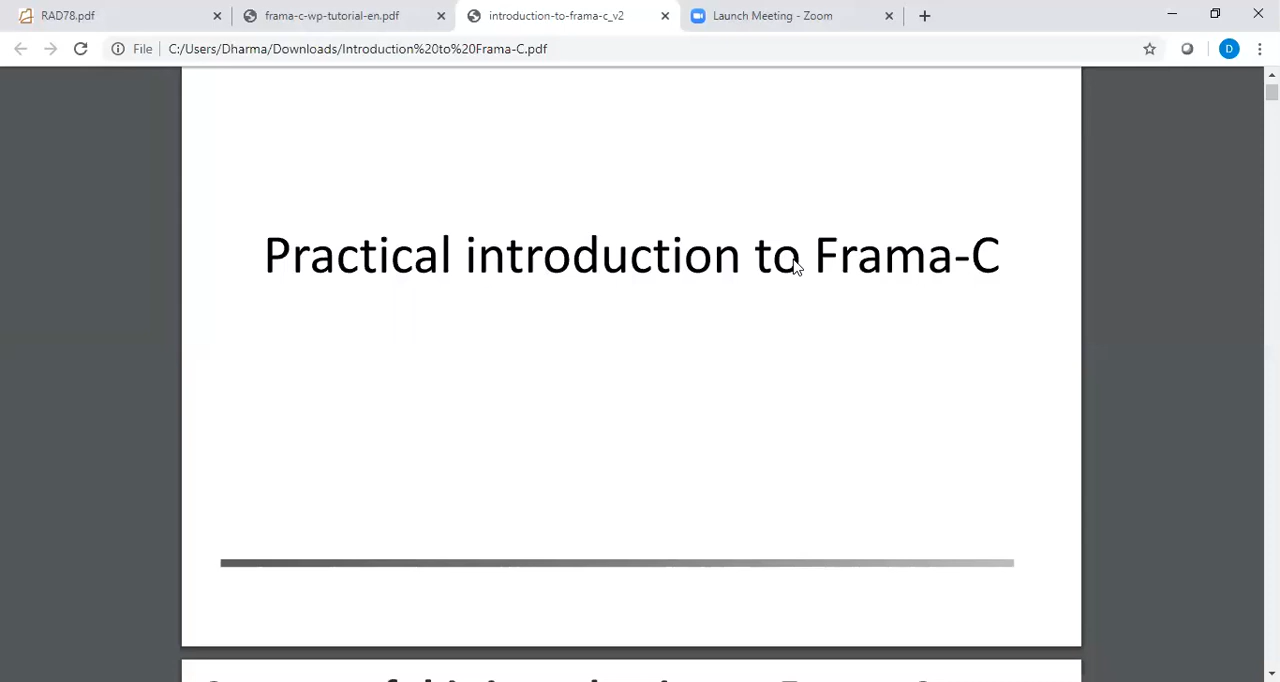 RAD78.pdf
frama-c-wp-tutorial-en.pdf
introduction-to-frama-c_v2
Launch Meeting - Zoom
File
C:/Users/Dharma/Downloads/Introduction%20to%20Frama-C.pdf
D
Practical introduction to Frama-C